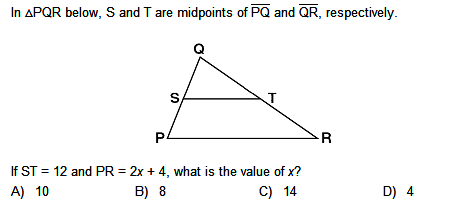 In △PQR below, S and T are midpoints of PQ and QR, respectively.
Q
S T
P R
If ST = 12 and PR = 2x + 4, what is the value of x?
A) 10 B) 8 C) 14 D) 4